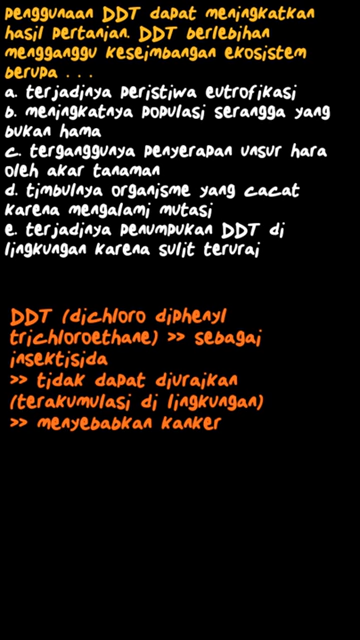 Penggunaan DDT dapat meningkatkan
hasil pertanian. DDT berlebihan
mengganggu keseimbangan ekosistem
berupa . . .
a. terjadinya peristiwa eutrofikasi
b. meningkatnya populasi serangga yang
bukan hama
c. terganggunya penyerapan unsur hara
oleh akar tanaman
d. timbulnya organisme yang cacat
karena mengalami mutasi
e. terjadinya penumpukan DDT di
lingkungan karena sulit terurai
DDT (dichloro diphenyl
trichloroethane) >> sebagai
insektisida
>> tidak dapat diuraikan
(terakumulasi di lingkungan)
>> menyebabkan kanker